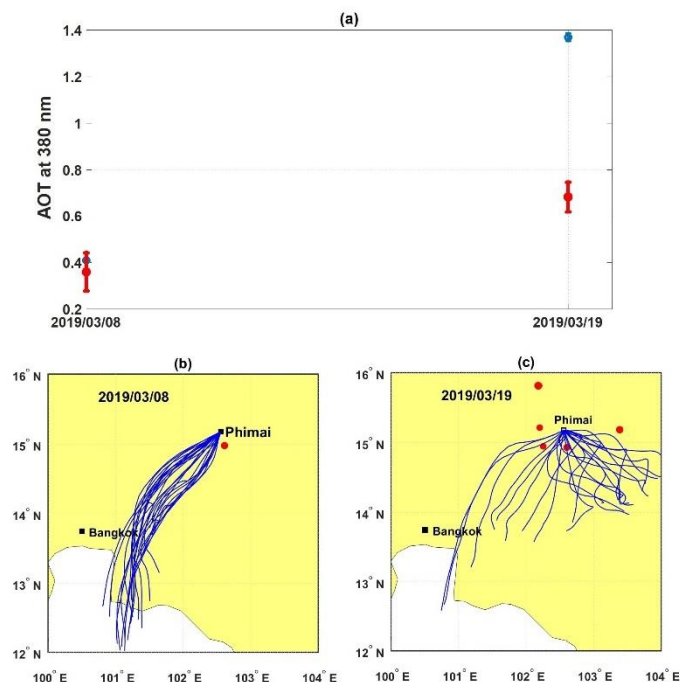 (a)
1.4
1.2
1
0.8
0.6
0.4
0.2
AOT at 380 nm
2019/03/08 2019/03/19
(b) (c)
16° N
15° N
14° N
13° N
12° N
100° E 101° E 102° E 103° E 104° E
2019/03/08
Phimai
Bangkok
16° N
15° N
14° N
13° N
12° N
100° E 101° E 102° E 103° E 104° E
2019/03/19
Phimai
Bangkok